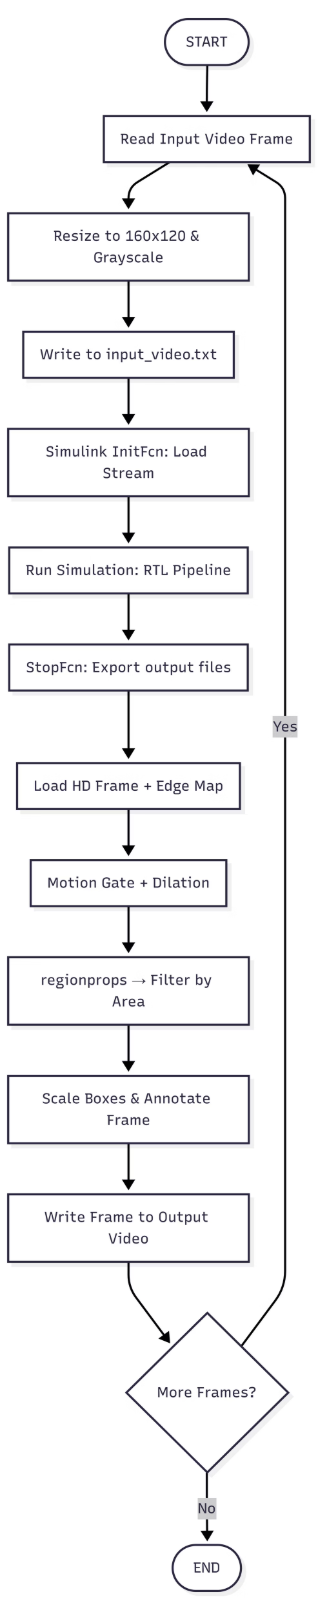 START
Read Input Video Frame
Resize to 160x120 &
Grayscale
Write to input_video.txt
Simulink InitFcn: Load
Stream
Run Simulation: RTL Pipeline
StopFcn: Export output files
Yes
Load HD Frame + Edge Map
Motion Gate + Dilation
regionprops → Filter by
Area
Scale Boxes & Annotate
Frame
Write Frame to Output
Video
More Frames?
No
END